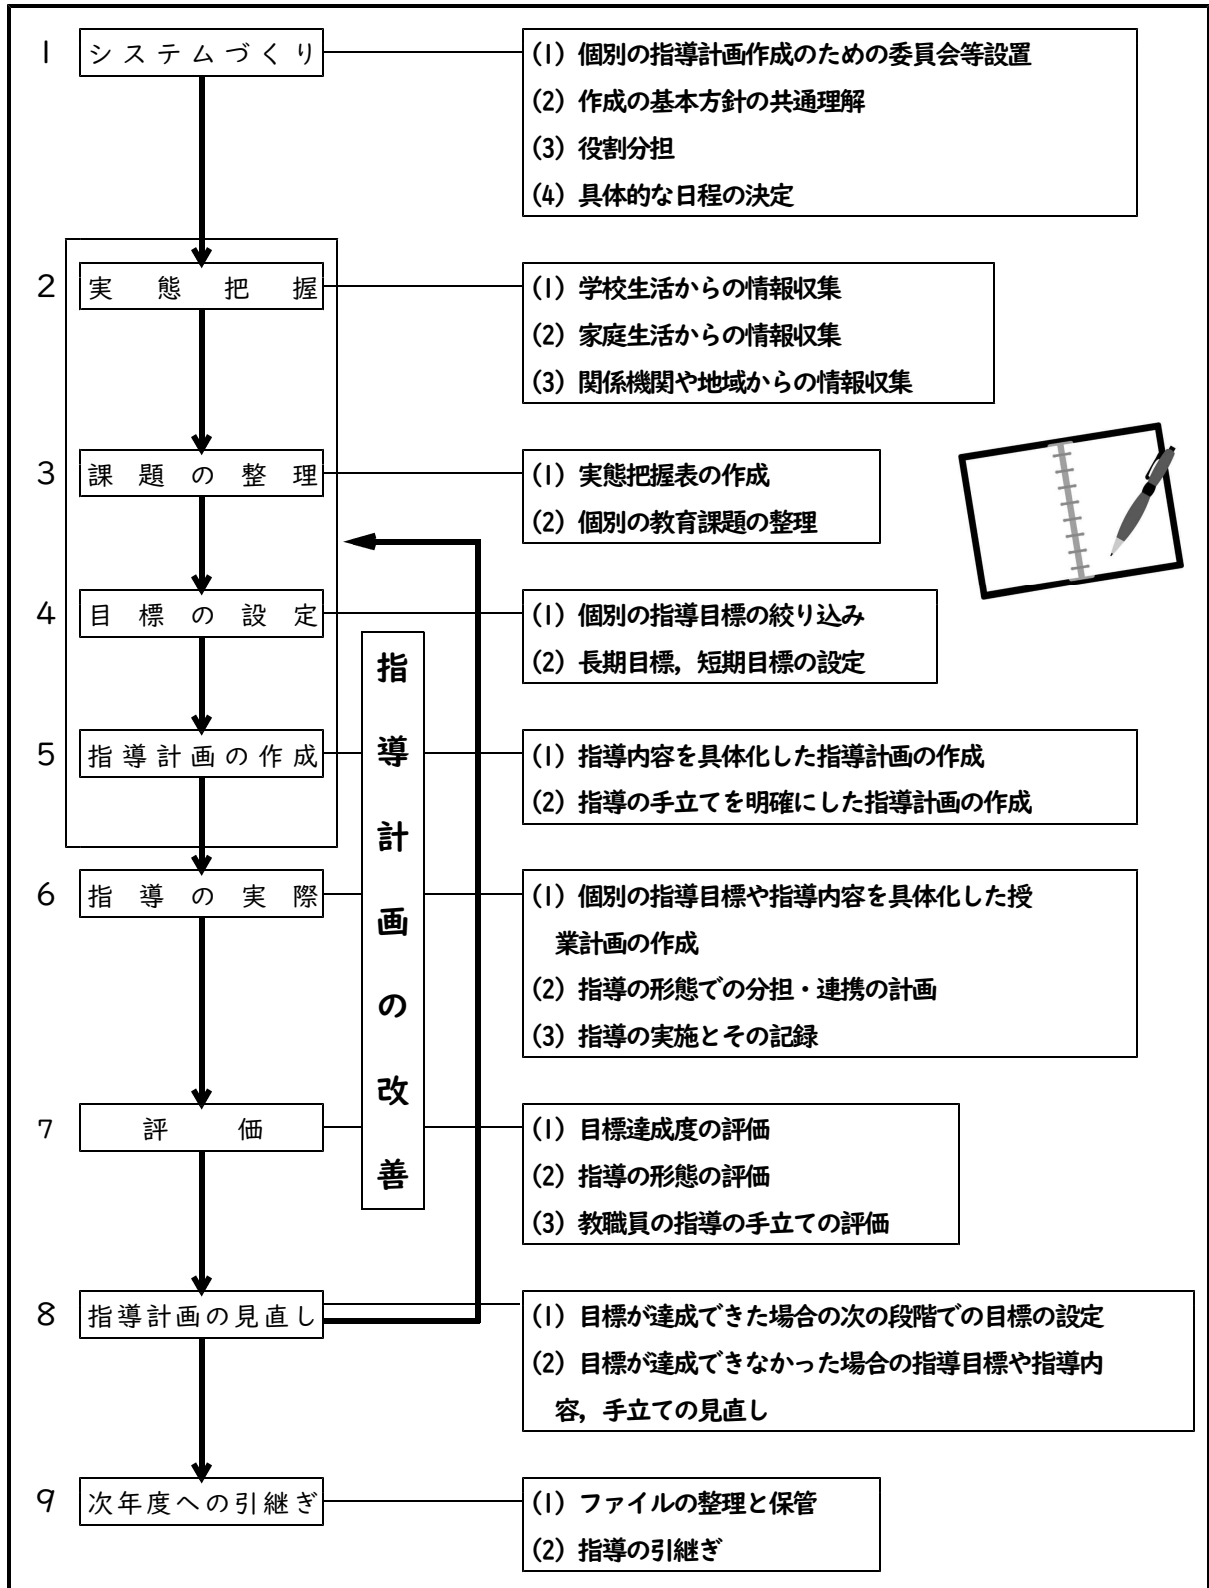 1 システムづくり
(1) 個別の指導計画作成のための委員会等設置
(2) 作成の基本方針の共通理解
(3) 役割分担
(4) 具体的な日程の決定
2 実態把握
(1) 学校生活からの情報収集
(2) 家庭生活からの情報収集
(3) 関係機関や地域からの情報収集
3 課題の整理
(1) 実態把握表の作成
(2) 個別の教育課題の整理
4 目標の設定
(1) 個別の指導目標の絞り込み
(2) 長期目標，短期目標の設定
指導計画の改善
5 指導計画の作成
(1) 指導内容を具体化した指導計画の作成
(2) 指導の手立てを明確にした指導計画の作成
6 指導の実際
(1) 個別の指導目標や指導内容を具体化した授
業計画の作成
(2) 指導の形態での分担・連携の計画
(3) 指導の実施とその記録
7 評価
(1) 目標達成度の評価
(2) 指導の形態の評価
(3) 教職員の指導の手立ての評価
8 指導計画の見直し
(1) 目標が達成できた場合の次の段階での目標の設定
(2) 目標が達成できなかった場合の指導目標や指導内
容，手立ての見直し
9 次年度への引継ぎ
(1) ファイルの整理と保管
(2) 指導の引継ぎ